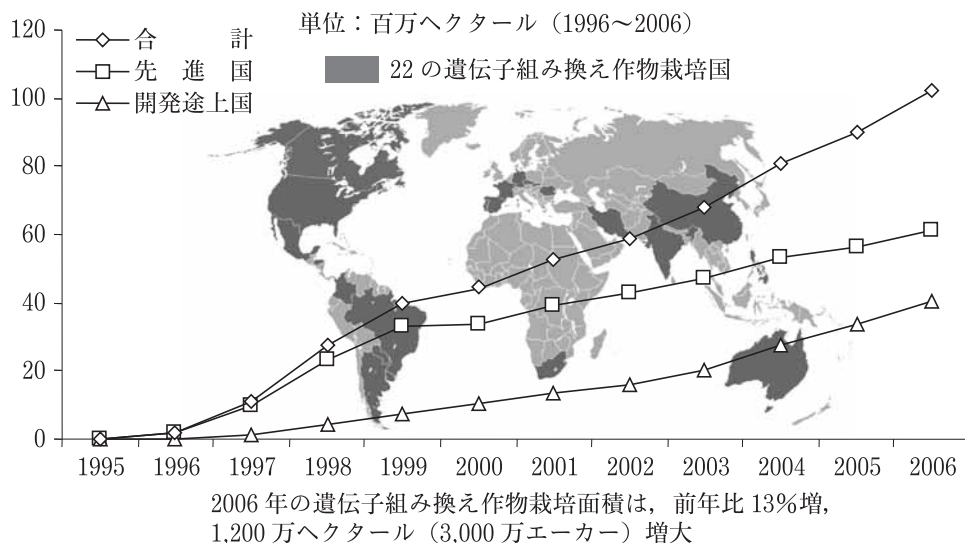 単位：百万ヘクタール（1996～2006）
合　計
先　進　国
開発途上国
22 の遺伝子組み換え作物栽培国
120
100
80
60
40
20
0
1995 1996 1997 1998 1999 2000 2001 2002 2003 2004 2005 2006
2006 年の遺伝子組み換え作物栽培面積は，前年比 13％増，
1,200 万ヘクタール（3,000 万エーカー）増大